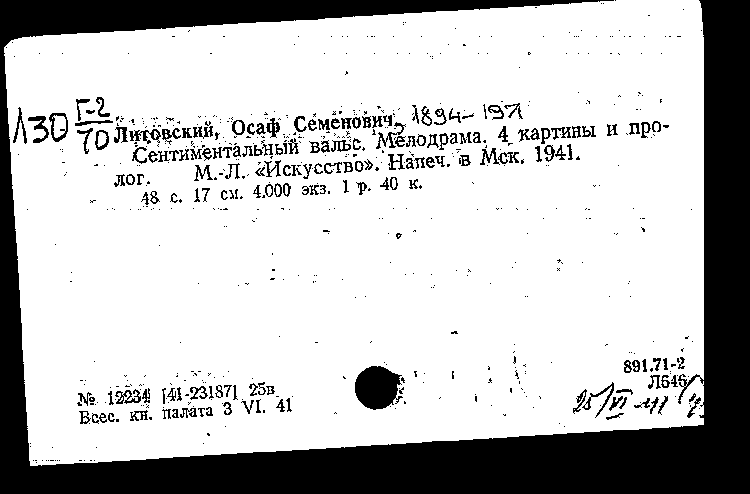 130 Г-2
70
Литовский, Осаф Семенович, 1894-1971
Сентиментальный вальс. Мелодрама. 4 картины и про-
лог. М.-Л. «Искусство». Напеч. в Мск. 1941.
48 с. 17 см. 4.000 экз. 1 р. 40 к.
891.71-2
Л646
№ 12234 [41-23187] 25в
Всес. кн. палата 3 VI. 41
25/VI 41